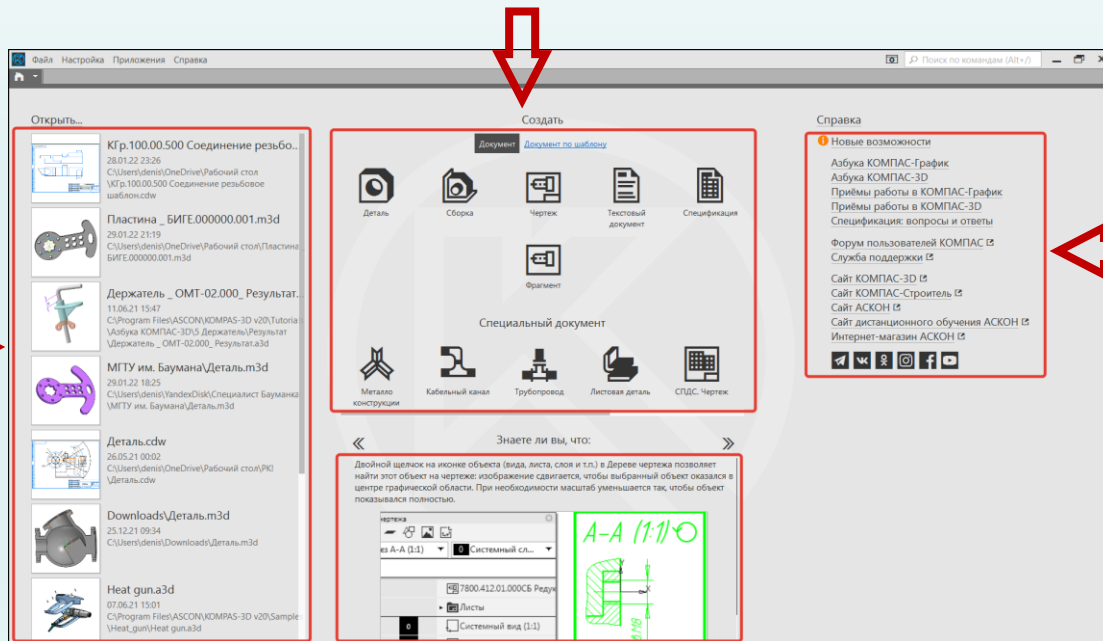 Файл Настройка Приложения Справка
Поиск по командам (Alt+/)
Открыть...
КГр.100.00.500 Соединение резьбо...
28.01.22 23:26
C:\Users\denis\OneDrive\Рабочий стол
\КГр.100.00.500 Соединение резьбовое
шаблон.cdw
Пластина _ БИГЕ.000000.001.m3d
29.01.22 21:19
C:\Users\denis\OneDrive\Рабочий стол\Пластина
БИГЕ.000000.001.m3d
Держатель _ ОМТ-02.000_ Результат...
11.06.21 15:47
C:\Program Files\ASCON\KOMPAS-3D v20\Tutorials
\Азбука КОМПАС-3D\5 Держатель\Результат
\Держатель _ ОМТ-02.000_ Результат.a3d
МГТУ им. Баумана\Деталь.m3d
29.01.22 18:25
C:\Users\denis\YandexDisk\Специалист Бауманка
\МГТУ им. Баумана\Деталь.m3d
Деталь.cdw
26.05.21 00:02
C:\Users\denis\OneDrive\Рабочий стол\РКІ
\Деталь.cdw
Downloads\Деталь.m3d
25.12.21 09:34
C:\Users\denis\Downloads\Деталь.m3d
Heat gun.a3d
07.06.21 15:01
C:\Program Files\ASCON\KOMPAS-3D v20\Samples
\Heat_gun\Heat gun.a3d
Создать
Документ Документ по шаблону
Деталь Сборка Чертеж Текстовый документ Спецификация
Фрагмент
Специальный документ
Металло конструкции Кабельный канал Трубопровод Листовая деталь СПДС. Чертеж
Знаете ли вы, что:
Двойной щелчок на иконке объекта (вида, листа, слоя и т.п.) в Дереве чертежа позволяет
найти этот объект на чертеже: изображение сдвигается, чтобы выбранный объект оказался в
центре графической области. При необходимости масштаб уменьшается так, чтобы объект
показывался полностью.
ез А-А (1:1) 0 Системный сл...
7800.412.01.000СБ Редук
Листы
0 Системный вид (1:1)
А-А (1:1)
Y
X
Справка
Новые возможности
Азбука КОМПАС-График
Азбука КОМПАС-3D
Приёмы работы в КОМПАС-График
Приёмы работы в КОМПАС-3D
Спецификация: вопросы и ответы
Форум пользователей КОМПАС
Служба поддержки
Сайт КОМПАС-3D
Сайт КОМПАС-Строитель
Сайт АСКОН
Сайт дистанционного обучения АСКОН
Интернет-магазин АСКОН